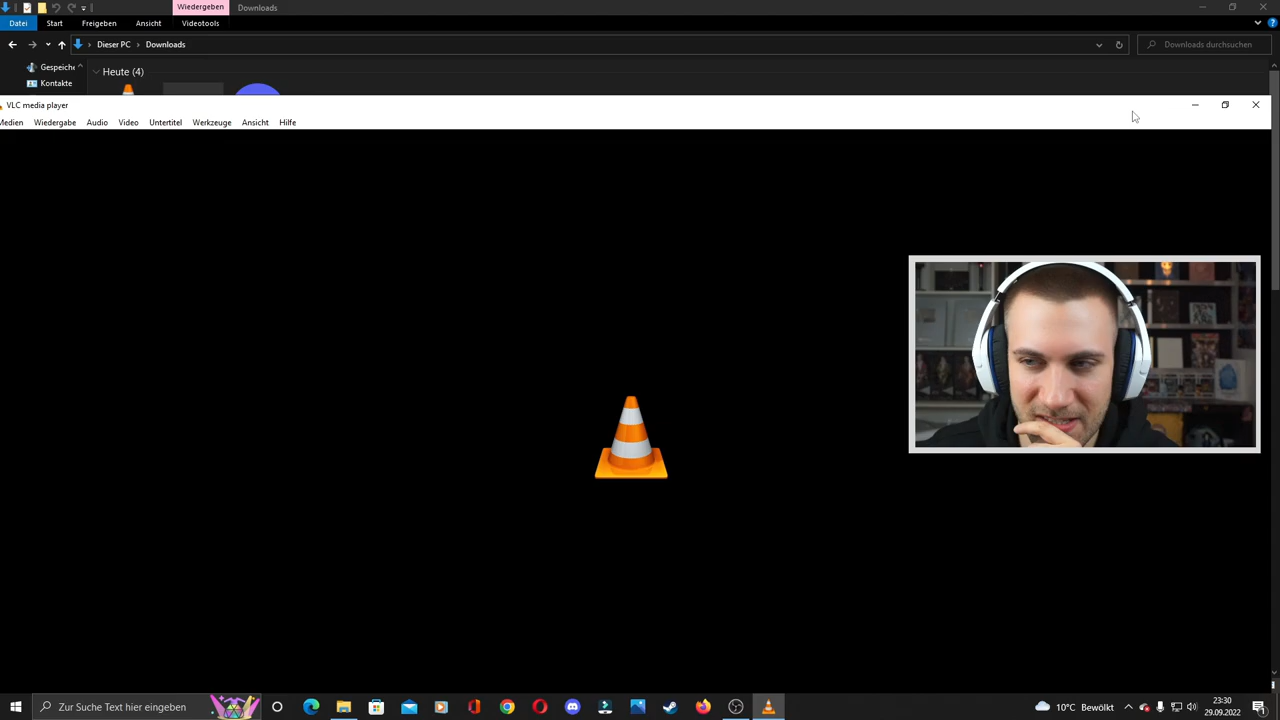 Wiedergeben Downloads
Datei Start Freigeben Ansicht Videotools
Dieser PC Downloads Downloads durchsuchen
Gespeiche
Kontakte
Heute (4)
VLC media player
Medien Wiedergabe Audio Video Untertitel Werkzeuge Ansicht Hilfe
Zur Suche Text hier eingeben
10°C Bewölkt
23:30
29.09.2022